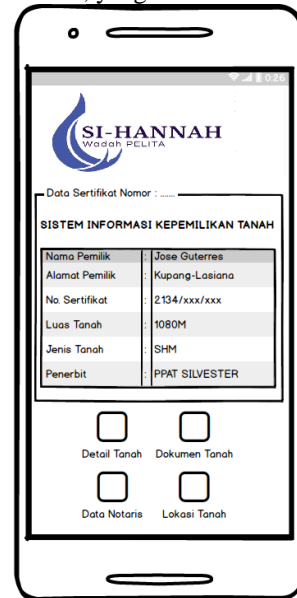 0:26
SI-HANNAH
Wadah PELITA
Data Sertifikat Nomor : .......
SISTEM INFORMASI KEPEMILIKAN TANAH
Nama Pemilik : Jose Guterres
Alamat Pemilik : Kupang-Lasiana
No. Sertifikat : 2134/xxx/xxx
Luas Tanah : 1080M
Jenis Tanah : SHM
Penerbit : PPAT SILVESTER
Detail Tanah Dokumen Tanah
Data Notaris Lokasi Tanah